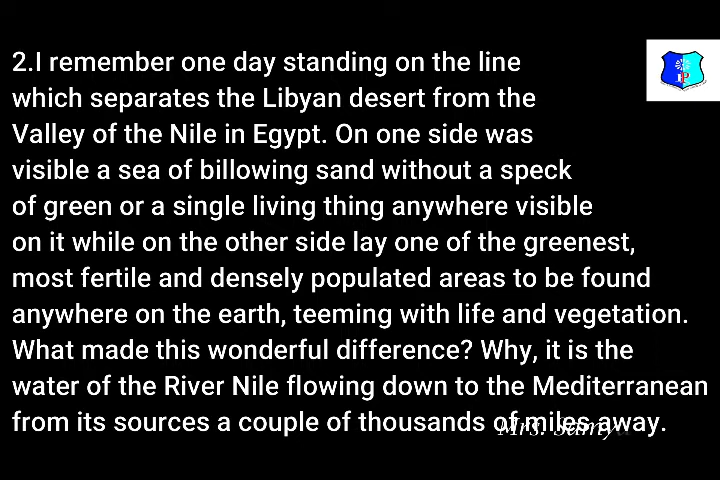 2.I remember one day standing on the line
which separates the Libyan desert from the
Valley of the Nile in Egypt. On one side was
visible a sea of billowing sand without a speck
of green or a single living thing anywhere visible
on it while on the other side lay one of the greenest,
most fertile and densely populated areas to be found
anywhere on the earth, teeming with life and vegetation.
What made this wonderful difference? Why, it is the
water of the River Nile flowing down to the Mediterranean
from its sources a couple of thousands of miles away.
Mrs.